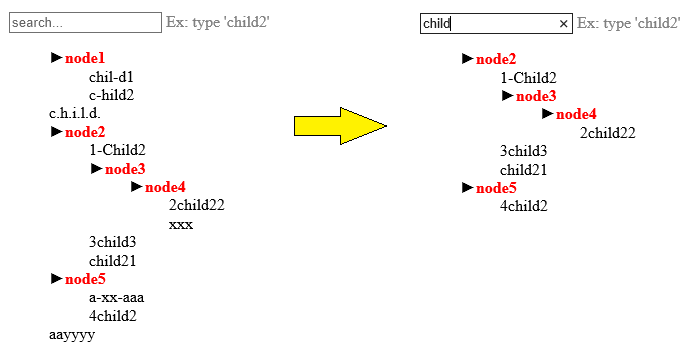 search... Ex: type 'child2'
►node1
chil-d1
c-hild2
c.h.i.l.d.
►node2
1-Child2
►node3
►node4
2child22
xxx
3child3
child21
►node5
a-xx-aaa
4child2
aayyyy
child × Ex: type 'child2'
►node2
1-Child2
►node3
►node4
2child22
3child3
child21
►node5
4child2